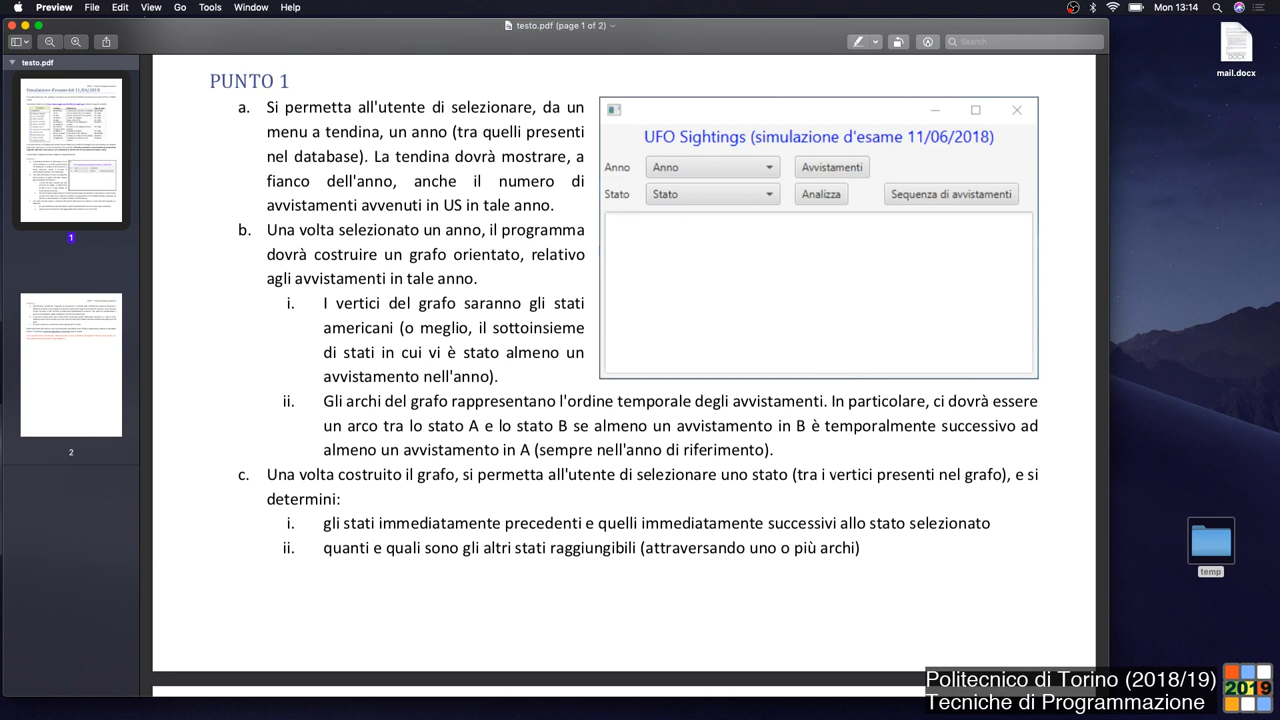 Preview File Edit View Go Tools Window Help
Mon 13:14
testo.pdf (page 1 of 2)
Search
testo.pdf
1
2
mail.docx
DOCX
temp
PUNTO 1
a. Si permetta all'utente di selezionare, da un
menu a tendina, un anno (tra quelli presenti
nel database). La tendina dovrà mostrare, a
fianco dell'anno, anche il numero di
avvistamenti avvenuti in US in tale anno.
b. Una volta selezionato un anno, il programma
dovrà costruire un grafo orientato, relativo
agli avvistamenti in tale anno.
i. I vertici del grafo saranno gli stati
americani (o meglio, il sottoinsieme
di stati in cui vi è stato almeno un
avvistamento nell'anno).
UFO Sightings (simulazione d'esame 11/06/2018)
Anno Anno Avvistamenti
Stato Stato Analizza Sequenza di avvistamenti
ii. Gli archi del grafo rappresentano l'ordine temporale degli avvistamenti. In particolare, ci dovrà essere
un arco tra lo stato A e lo stato B se almeno un avvistamento in B è temporalmente successivo ad
almeno un avvistamento in A (sempre nell'anno di riferimento).
c. Una volta costruito il grafo, si permetta all'utente di selezionare uno stato (tra i vertici presenti nel grafo), e si
determini:
i. gli stati immediatamente precedenti e quelli immediatamente successivi allo stato selezionato
ii. quanti e quali sono gli altri stati raggiungibili (attraversando uno o più archi)
Politecnico di Torino (2018/19)
Tecniche di Programmazione
2019